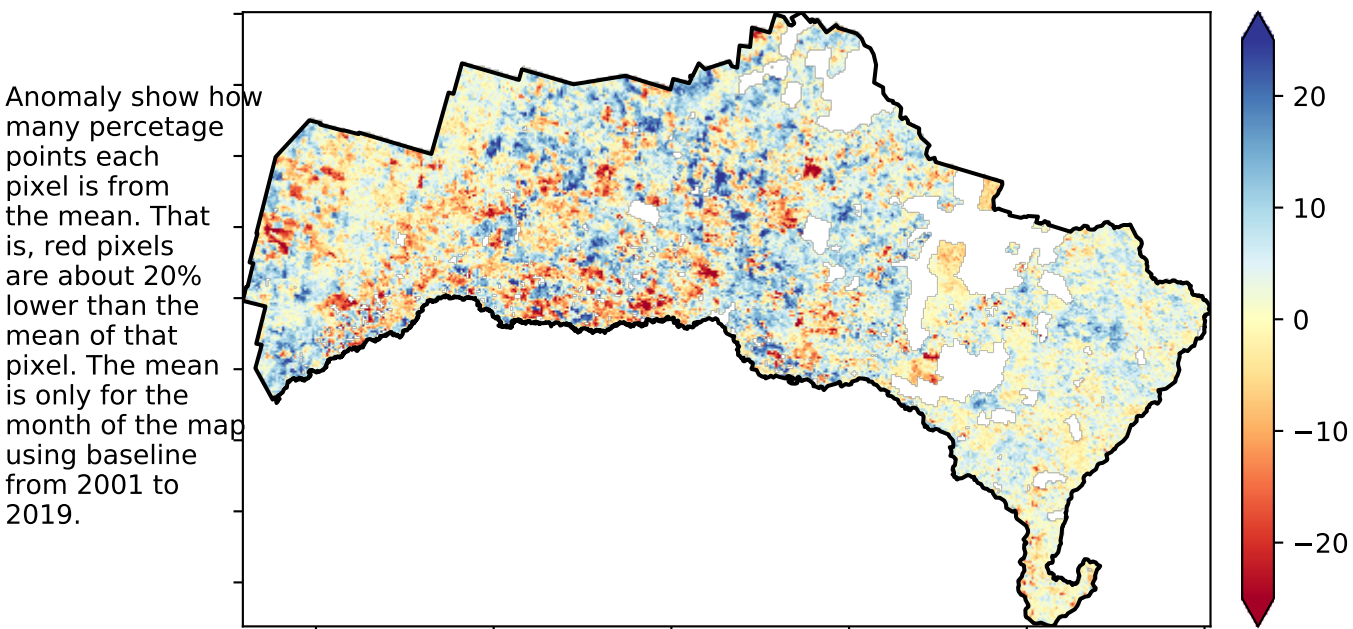 Anomaly show how
many percetage
points each
pixel is from
the mean. That
is, red pixels
are about 20%
lower than the
mean of that
pixel. The mean
is only for the
month of the map
using baseline
from 2001 to
2019.
20
10
0
−10
−20